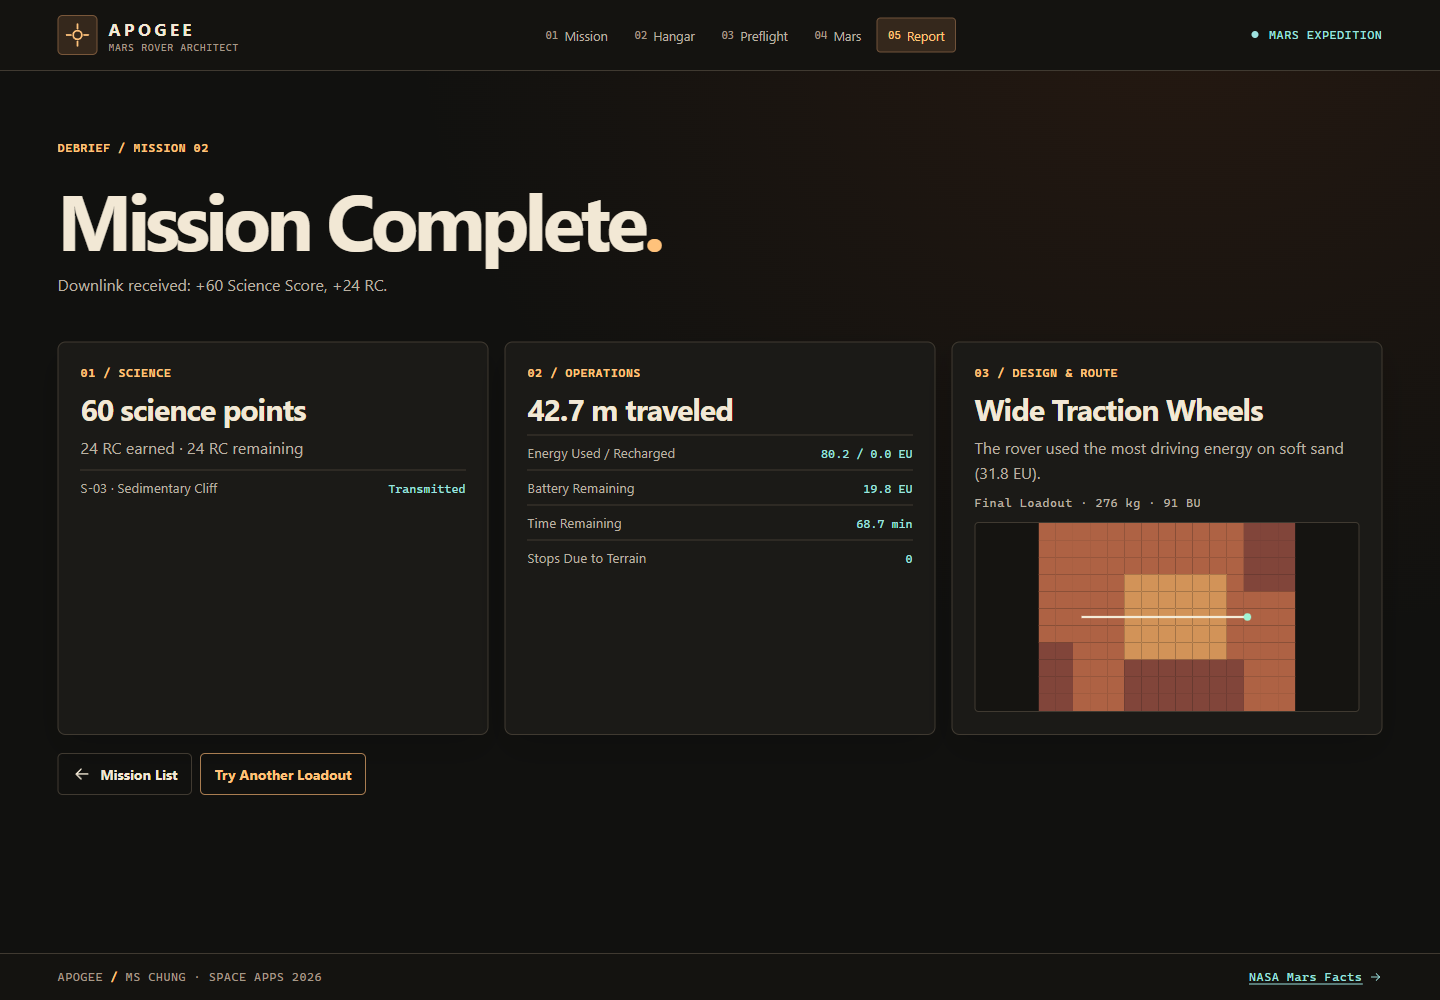 APOGEE
MARS ROVER ARCHITECT
01 Mission
02 Hangar
03 Preflight
04 Mars
05 Report
MARS EXPEDITION
DEBRIEF / MISSION 02
Mission Complete.
Downlink received: +60 Science Score, +24 RC.
01 / SCIENCE
60 science points
24 RC earned · 24 RC remaining
S-03 · Sedimentary Cliff Transmitted
02 / OPERATIONS
42.7 m traveled
Energy Used / Recharged 80.2 / 0.0 EU
Battery Remaining 19.8 EU
Time Remaining 68.7 min
Stops Due to Terrain 0
03 / DESIGN & ROUTE
Wide Traction Wheels
The rover used the most driving energy on soft sand
(31.8 EU).
Final Loadout · 276 kg · 91 BU
← Mission List
Try Another Loadout
APOGEE / MS CHUNG · SPACE APPS 2026
NASA Mars Facts →